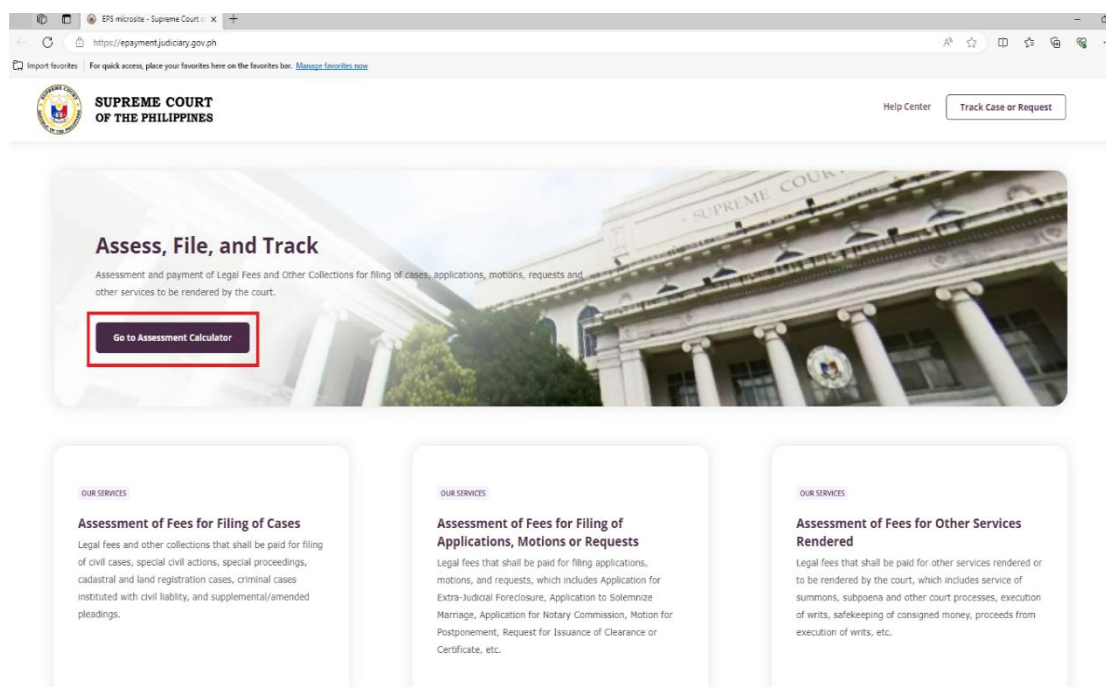 EPS microsite - Supreme Court o
https://epayment.judiciary.gov.ph
Import favorites
For quick access, place your favorites here on the favorites bar. Manage favorites now
SUPREME COURT
OF THE PHILIPPINES
Help Center
Track Case or Request
SUPREME COURT
Assess, File, and Track
Assessment and payment of Legal Fees and Other Collections for filing of cases, applications, motions, requests and
other services to be rendered by the court.
Go to Assessment Calculator
OUR SERVICES
Assessment of Fees for Filing of Cases
Legal fees and other collections that shall be paid for filing
of civil cases, special civil actions, special proceedings,
cadastral and land registration cases, criminal cases
instituted with civil liablity, and supplemental/amended
pleadings.
OUR SERVICES
Assessment of Fees for Filing of
Applications, Motions or Requests
Legal fees that shall be paid for filing applications,
motions, and requests, which includes Application for
Extra-Judicial Foreclosure, Application to Solemnize
Marriage, Application for Notary Commission, Motion for
Postponement, Request for Issuance of Clearance or
Certificate, etc.
OUR SERVICES
Assessment of Fees for Other Services
Rendered
Legal fees that shall be paid for other services rendered or
to be rendered by the court, which includes service of
summons, subpoena and other court processes, execution
of writs, safekeeping of consigned money, proceeds from
execution of writs, etc.